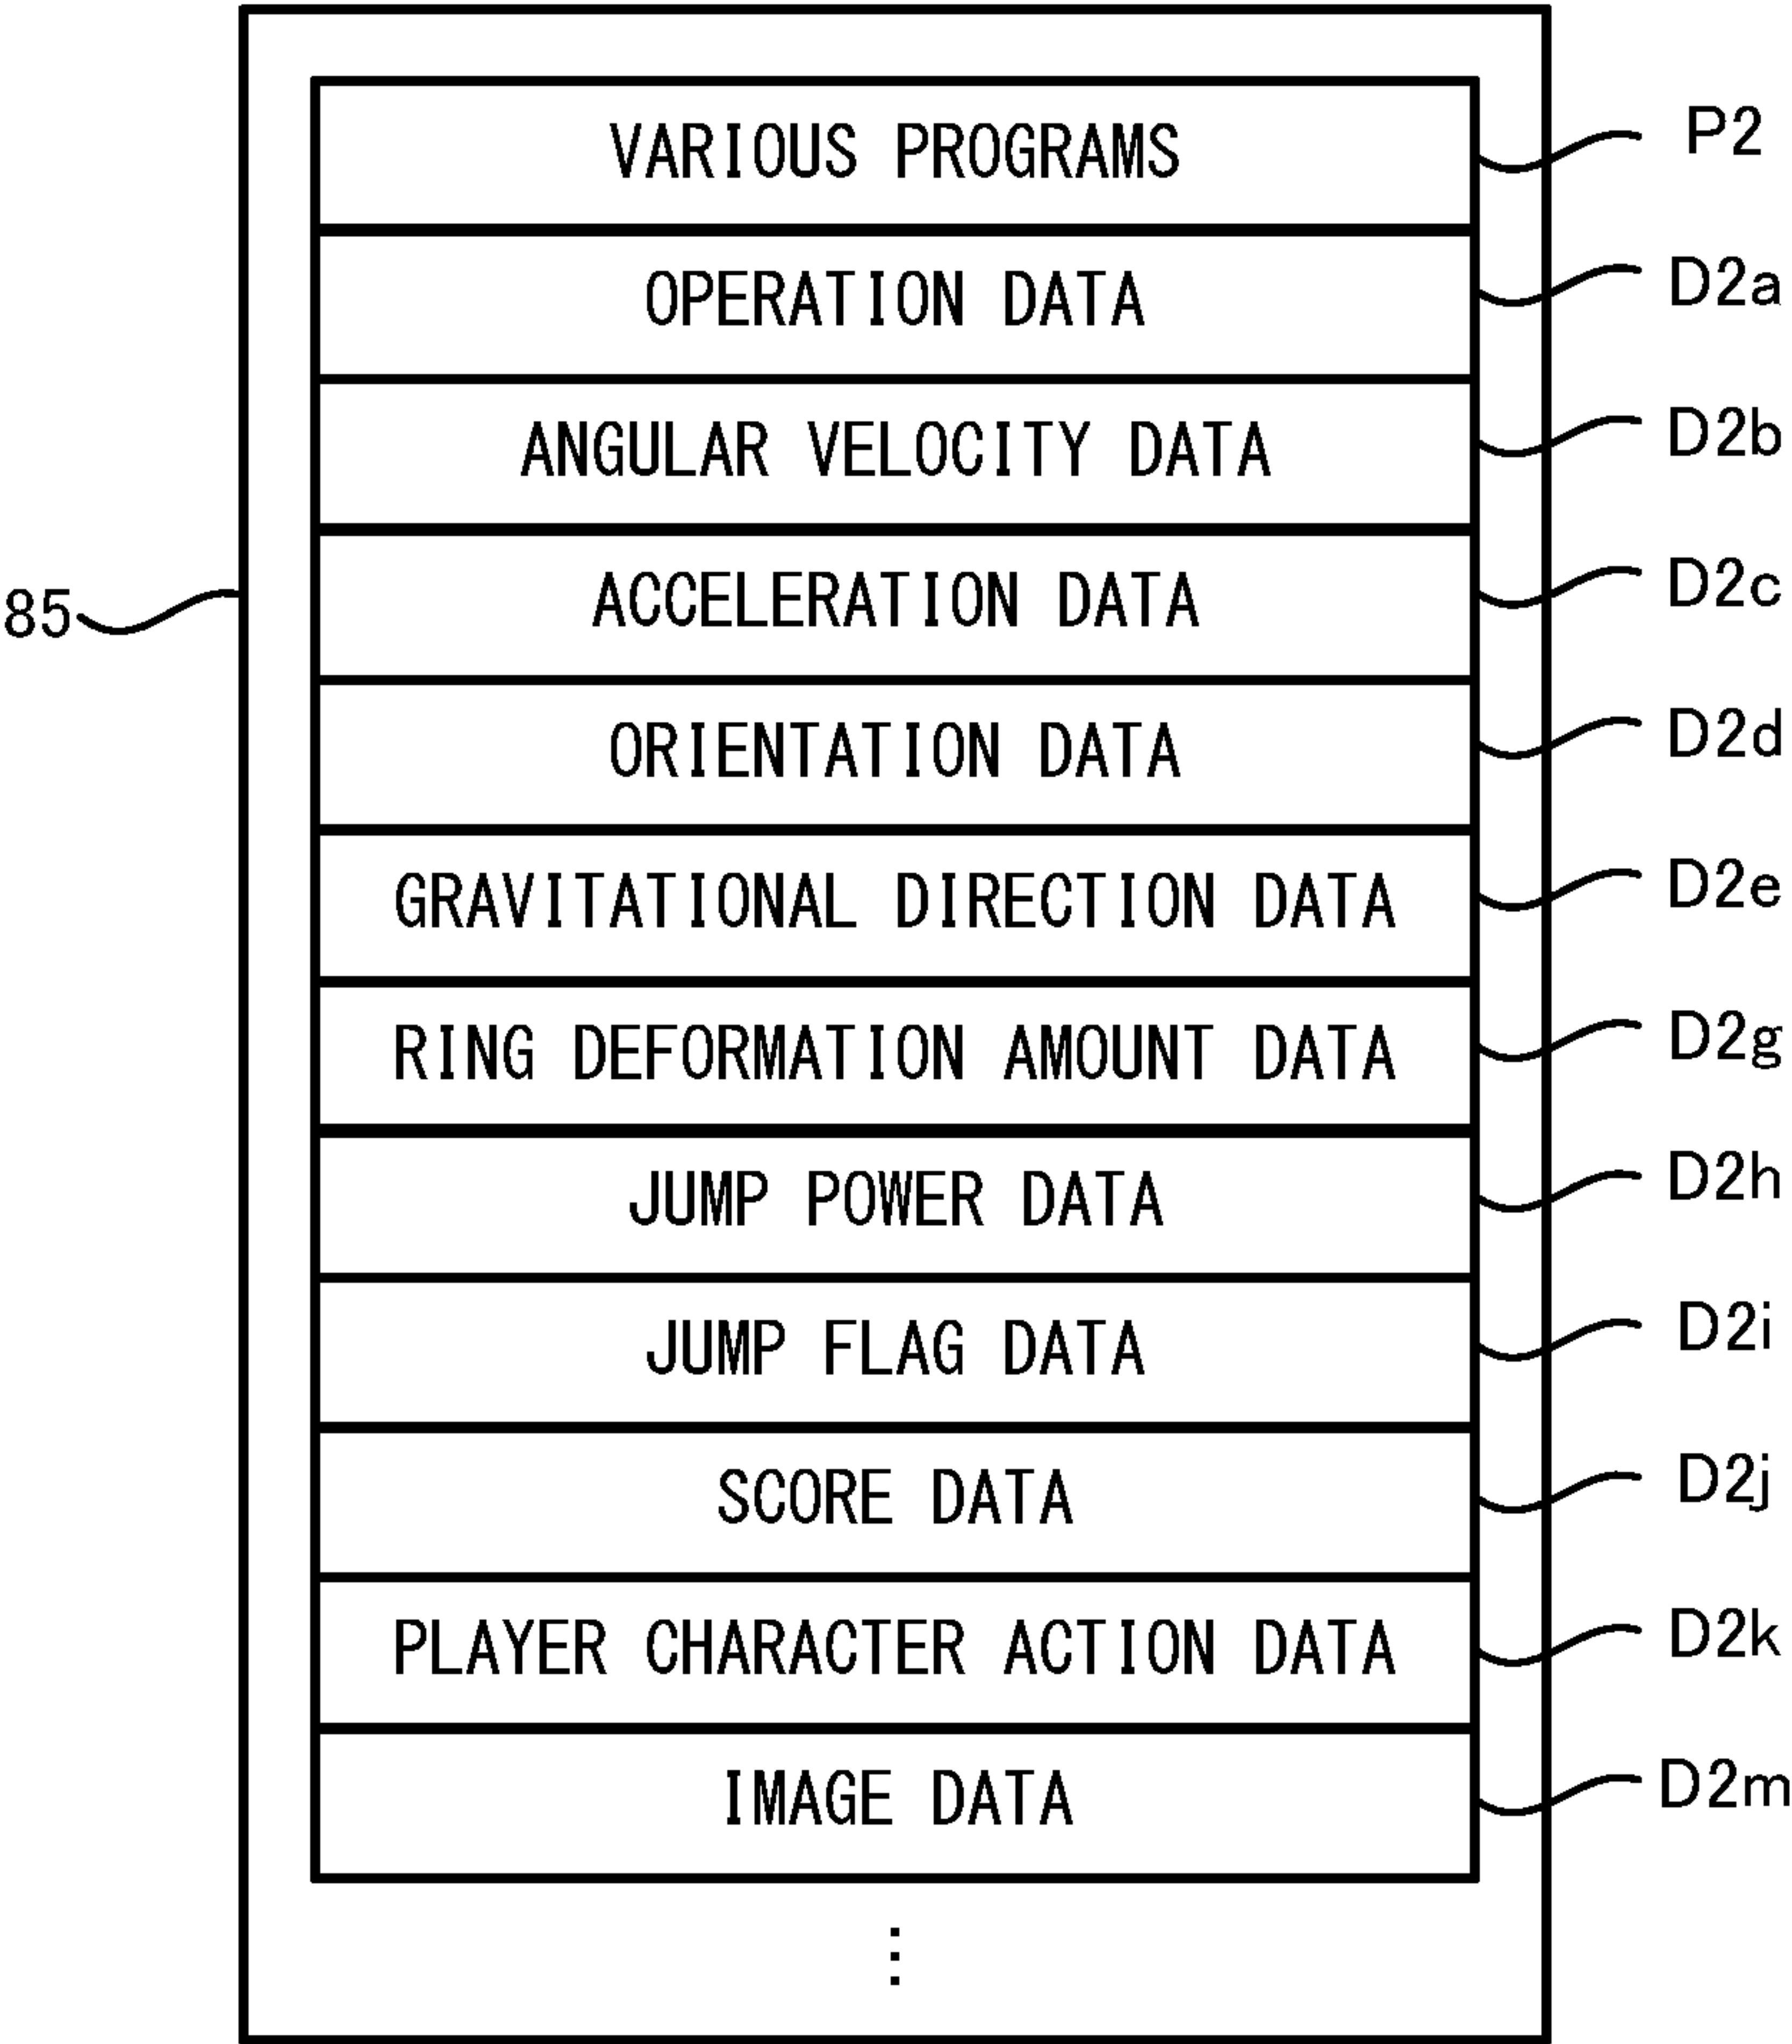 VARIOUS PROGRAMS P2
OPERATION DATA D2a
ANGULAR VELOCITY DATA D2b
ACCELERATION DATA D2c
85
ORIENTATION DATA D2d
GRAVITATIONAL DIRECTION DATA D2e
RING DEFORMATION AMOUNT DATA D2g
JUMP POWER DATA D2h
JUMP FLAG DATA D2i
SCORE DATA D2j
PLAYER CHARACTER ACTION DATA D2k
IMAGE DATA D2m
⋮